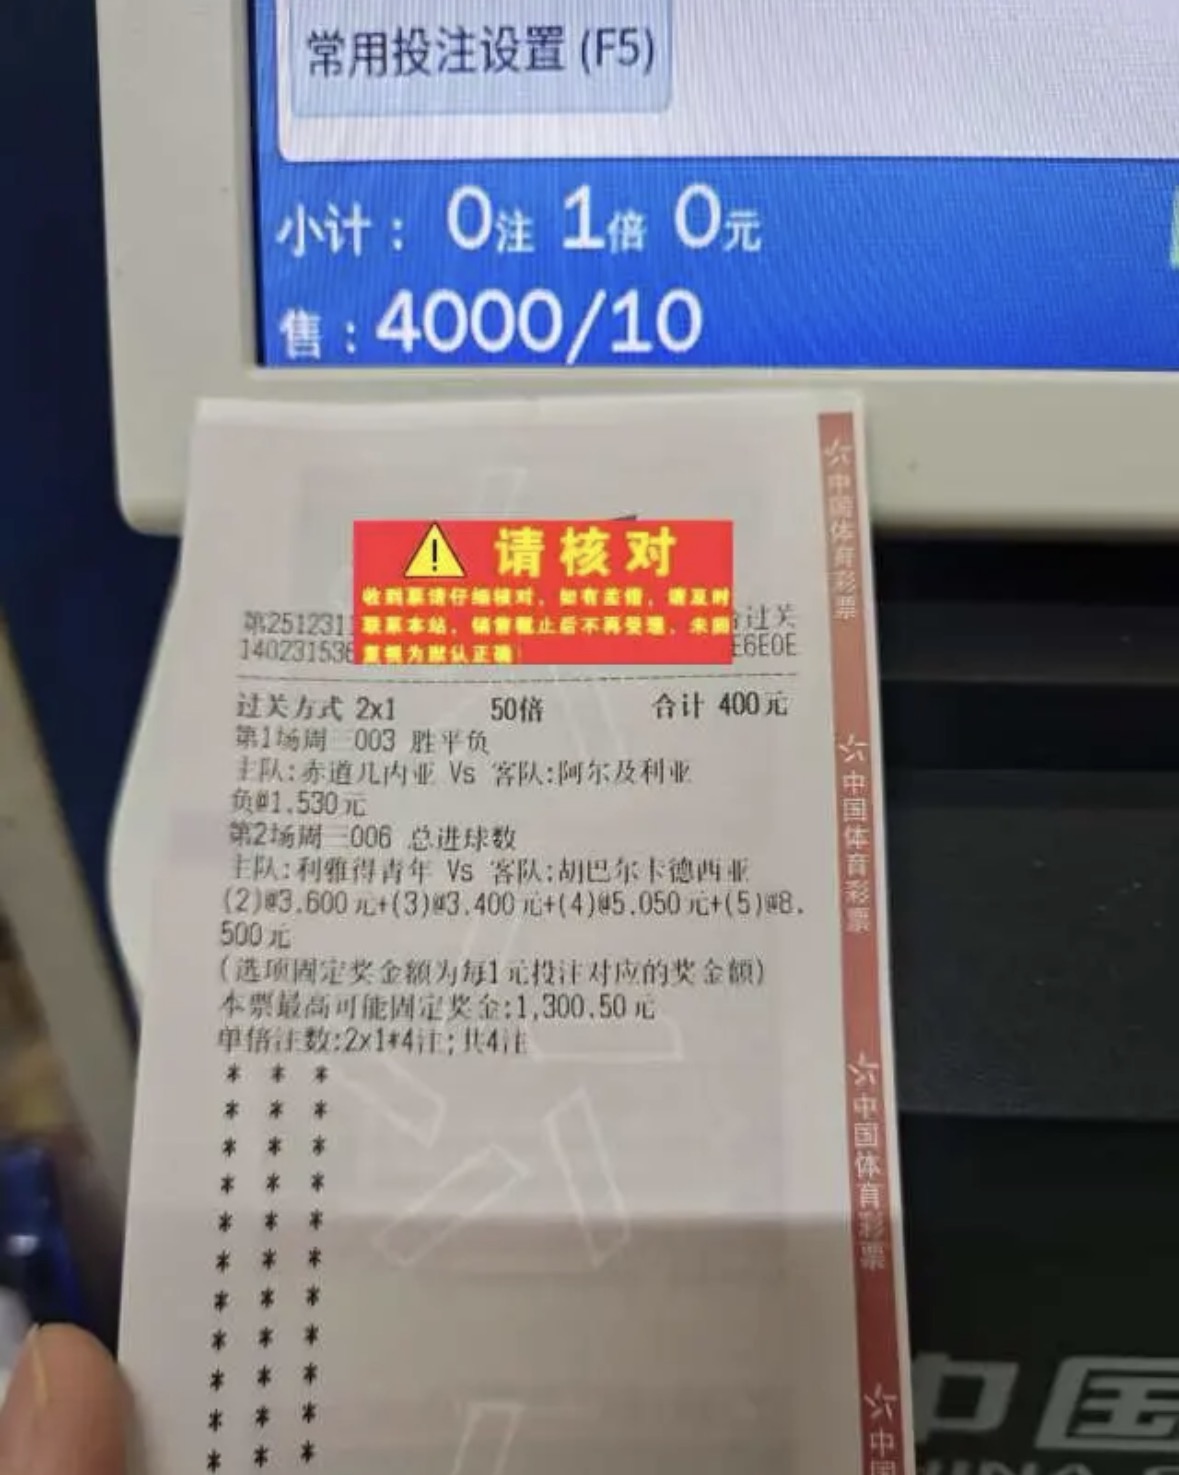 常用投注设置 (F5)
小计： 0注 1倍 0元
售：4000/10
请核对
收到票请仔细核对，如有差错，请及时
联系本站，销售截止后不再受理，未回
复视为默认正确！
第251231 合过关
14023153 E6E0E
过关方式 2x1 50倍 合计 400元
第1场周三003 胜平负
主队:赤道几内亚 Vs 客队:阿尔及利亚
负@1.530元
第2场周三006 总进球数
主队:利雅得青年 Vs 客队:胡巴尔卡德西亚
(2)@3.600元+(3)@3.400元+(4)@5.050元+(5)@8.
500元
(选项固定奖金额为每1元投注对应的奖金额)
本票最高可能固定奖金:1,300.50元
单倍注数:2x1*4注;共4注
* * *
* * *
* * *
* * *
* * *
* * *
* * *
* * *
* * *
* * *
* * *
中国体育彩票
中国体育彩票
中国体育彩票
中国
中国